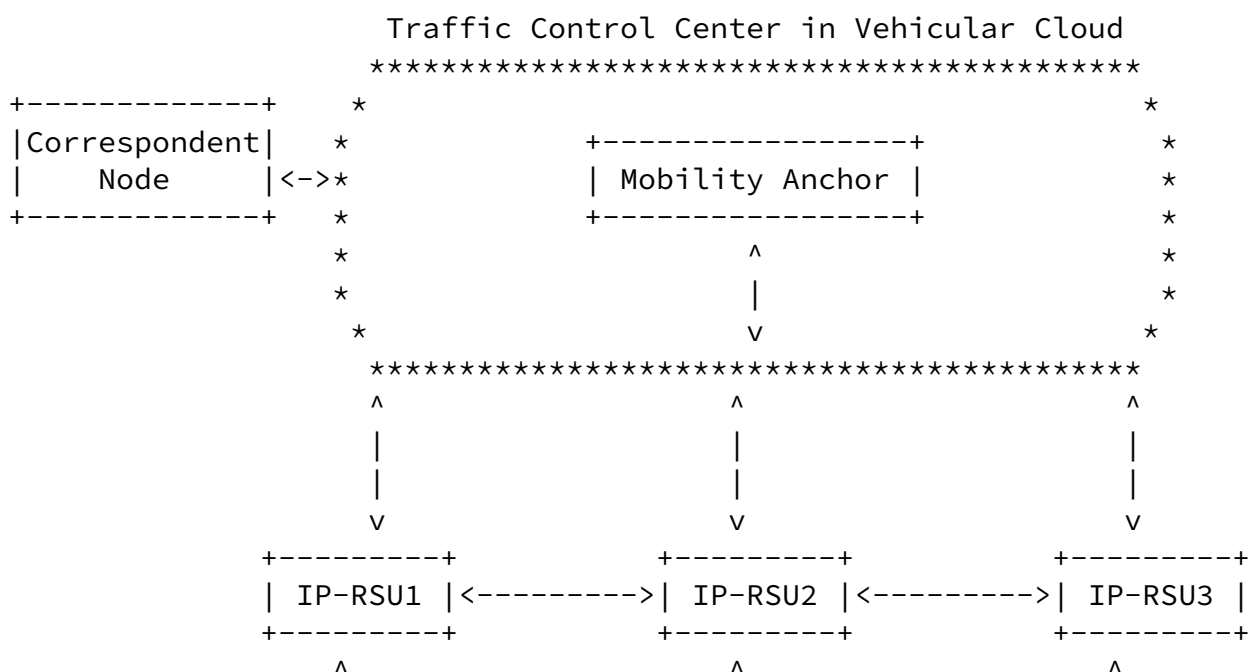 Traffic Control Center in Vehicular Cloud
*******************************************
+-------------+    *                                            *
|Correspondent|   *             +-----------------+             *
|     Node     |<->*             | Mobility Anchor |             *
+-------------+   *             +-----------------+             *
                  *                      ^                      *
                  *                      |                      *
                   *                     v                     *
                    *******************************************
                    ^                   ^                     ^
                    |                   |                     |
                    |                   |                     |
                    v                   v                     v
              +---------+           +---------+           +---------+
              | IP-RSU1 |<--------->| IP-RSU2 |<--------->| IP-RSU3 |
              +---------+           +---------+           +---------+
                  ^                     ^                    ^